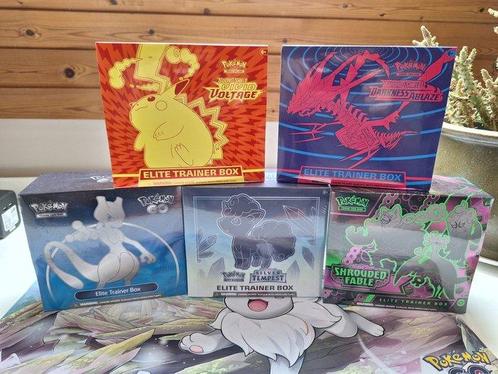 POKÉMON
VIVID
VOLTAGE
ELITE TRAINER BOX
POKÉMON
DARKNESS ABLAZE
ELITE TRAINER BOX
POKÉMON
GO
Elite Trainer Box
POKÉMON
SILVER
TEMPEST
ELITE TRAINER BOX
POKÉMON
SHROUDED
FABLE
ELITE TRAINER BOX
POKÉMON
GO